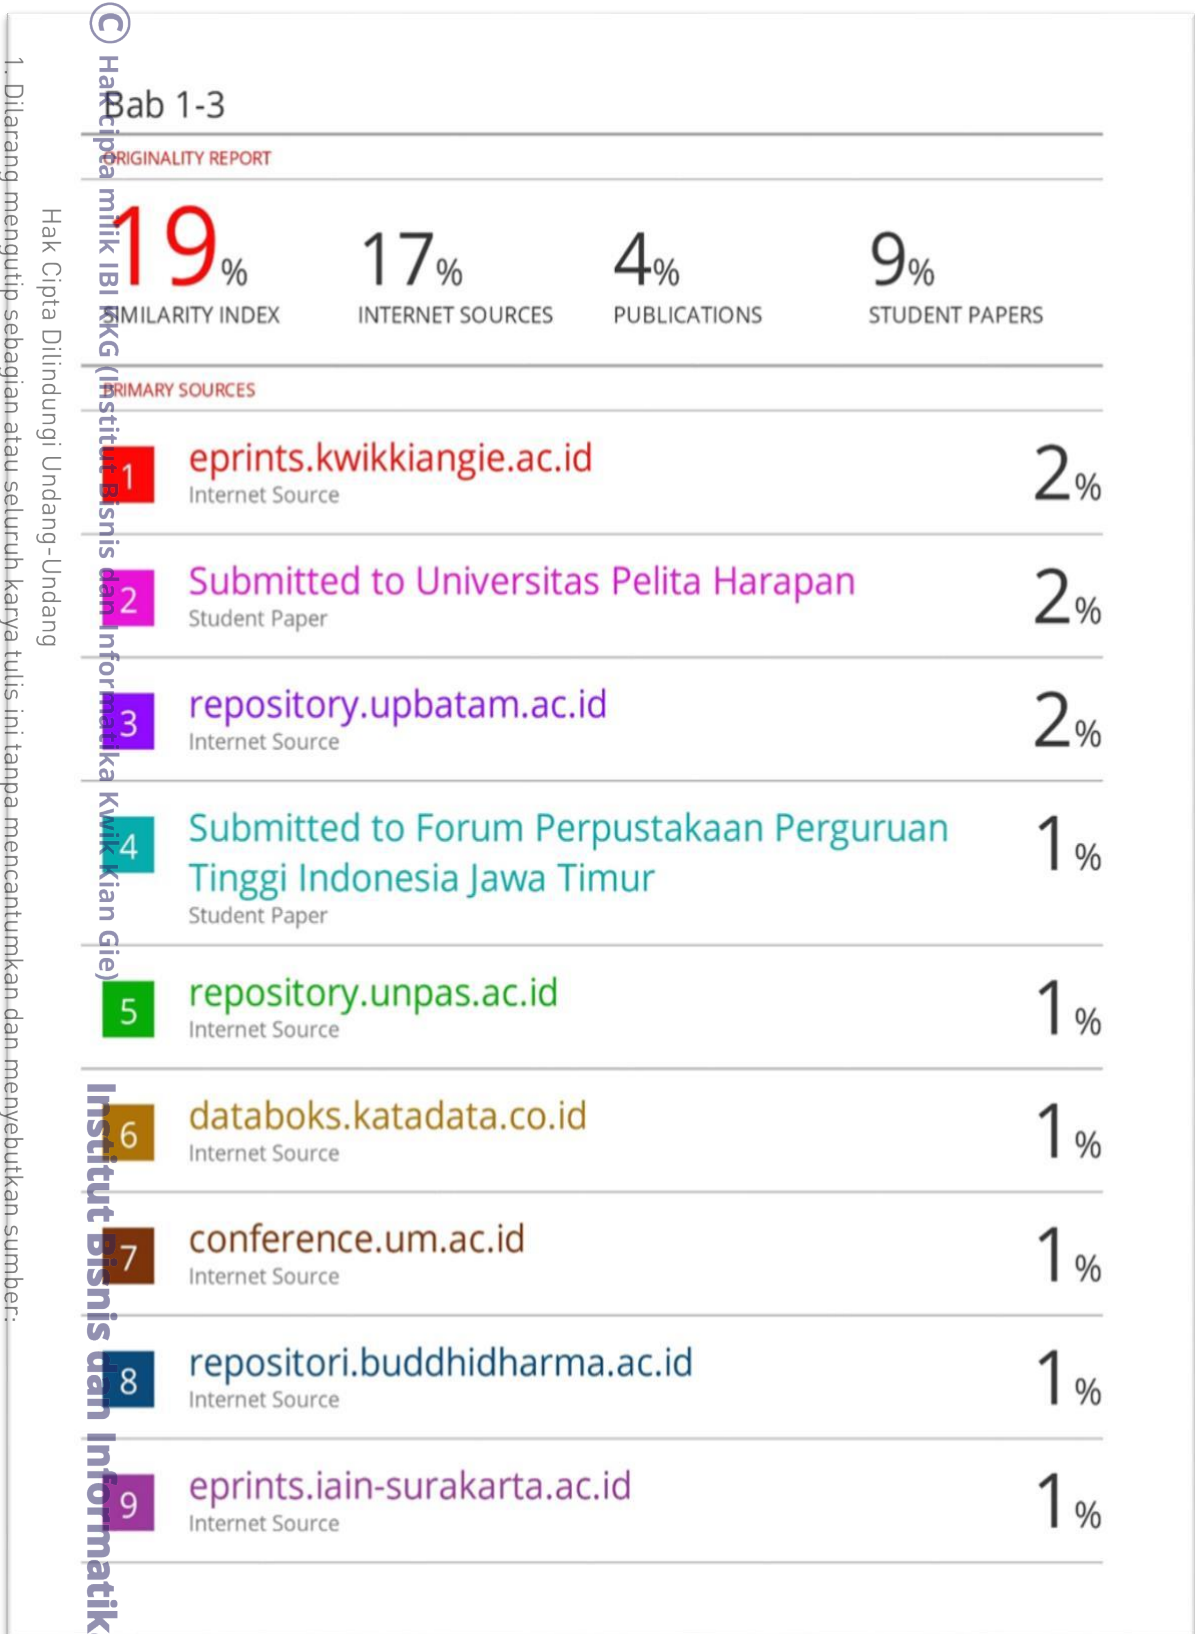 Bab 1-3
ORIGINALITY REPORT
19%
SIMILARITY INDEX
17%
INTERNET SOURCES
4%
PUBLICATIONS
9%
STUDENT PAPERS
PRIMARY SOURCES
1
eprints.kwikkiangie.ac.id
Internet Source
2%
2
Submitted to Universitas Pelita Harapan
Student Paper
2%
3
repository.upbatam.ac.id
Internet Source
2%
4
Submitted to Forum Perpustakaan Perguruan
Tinggi Indonesia Jawa Timur
Student Paper
1%
5
repository.unpas.ac.id
Internet Source
1%
6
databoks.katadata.co.id
Internet Source
1%
7
conference.um.ac.id
Internet Source
1%
8
repositori.buddhidharma.ac.id
Internet Source
1%
9
eprints.iain-surakarta.ac.id
Internet Source
1%
© Hak cipta milik IBI KKG (Institut Bisnis dan Informatika Kwik Kian Gie)
Institut Bisnis dan Informatik
Hak Cipta Dilindungi Undang-Undang
1. Dilarang mengutip sebagian atau seluruh karya tulis ini tanpa mencantumkan dan menyebutkan sumber: